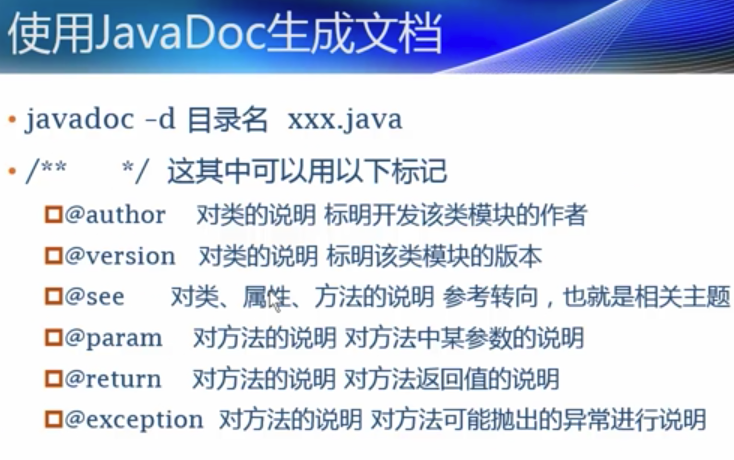 使用JavaDoc生成文档
• javadoc -d 目录名 xxx.java
• /** */ 这其中可以用以下标记
@author 对类的说明 标明开发该类模块的作者
@version 对类的说明 标明该类模块的版本
@see 对类、属性、方法的说明 参考转向，也就是相关主题
@param 对方法的说明 对方法中某参数的说明
@return 对方法的说明 对方法返回值的说明
@exception 对方法的说明 对方法可能抛出的异常进行说明